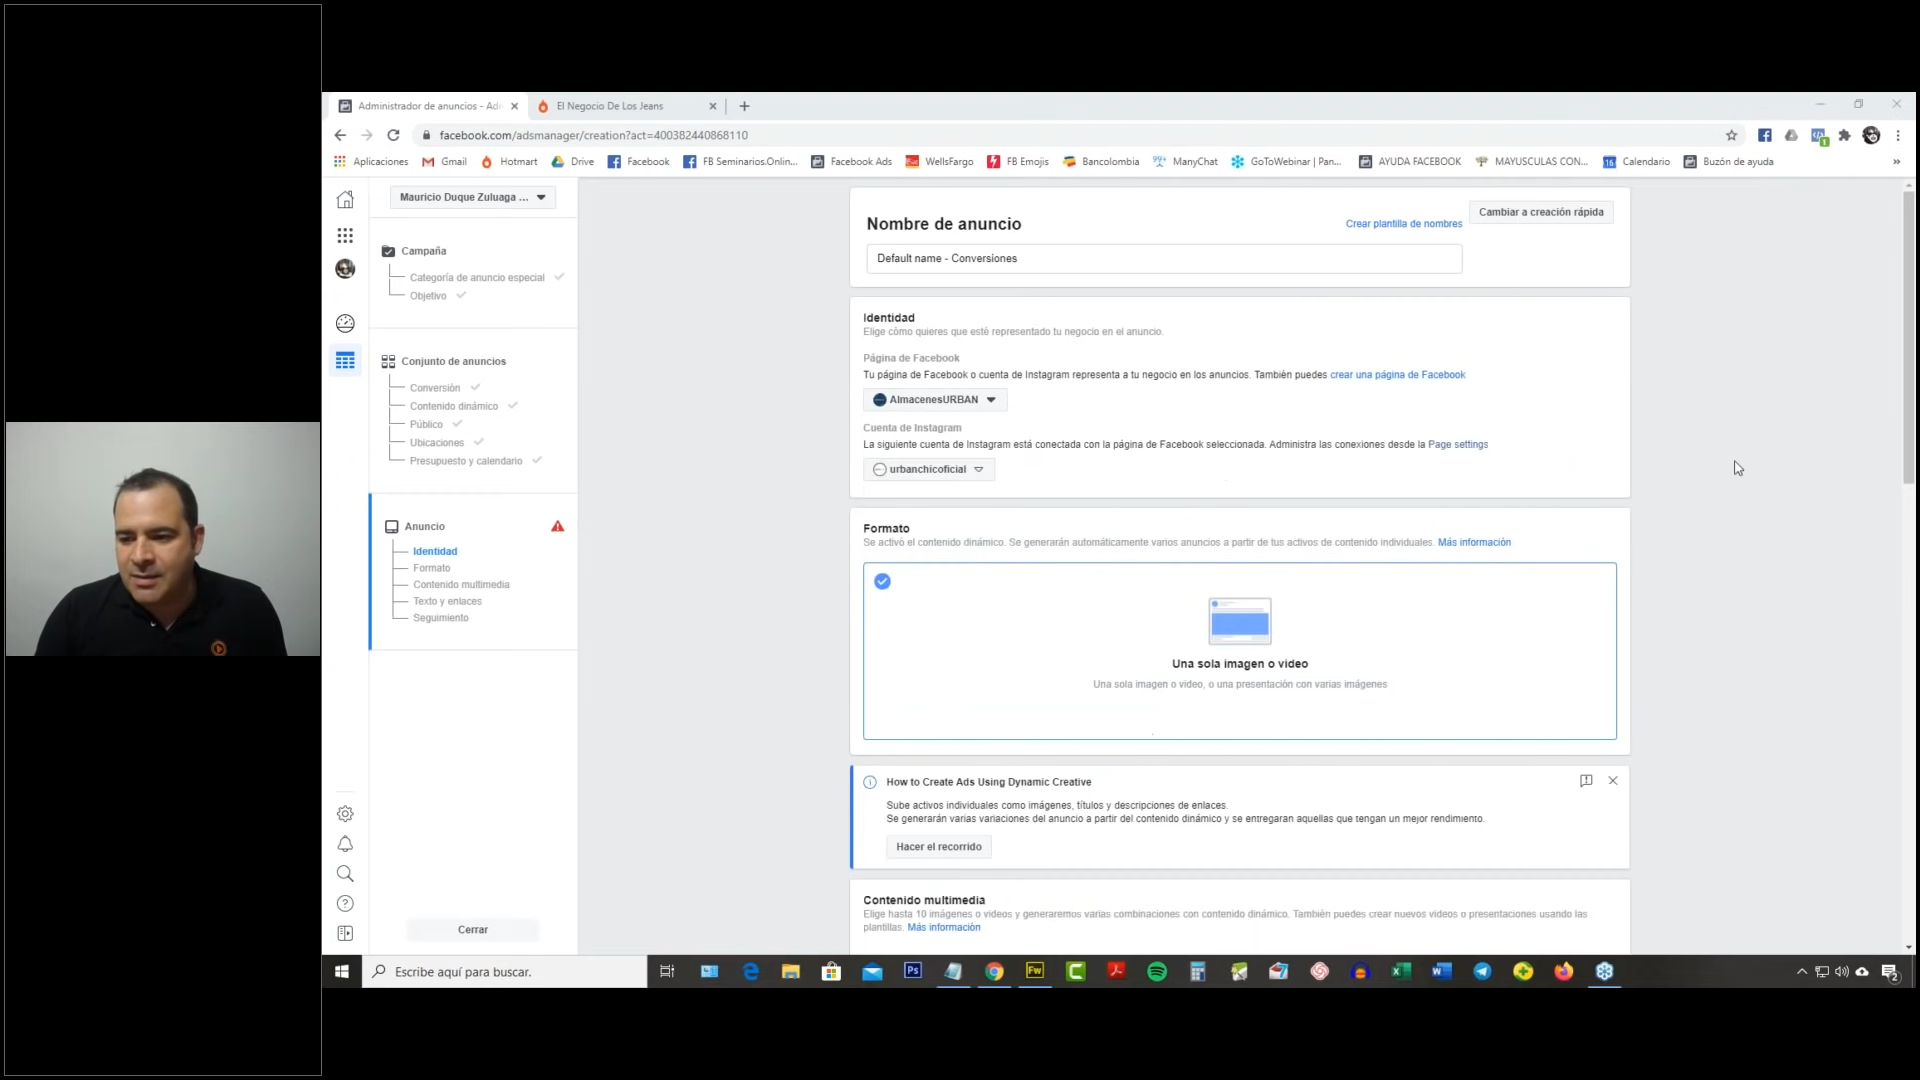 Administrador de anuncios - Ad
El Negocio De Los Jeans
facebook.com/adsmanager/creation?act=400382440868110
Aplicaciones
Gmail
Hotmart
Drive
Facebook
FB Seminarios.Onlin...
Facebook Ads
WellsFargo
FB Emojis
Bancolombia
ManyChat
GoToWebinar | Pan...
AYUDA FACEBOOK
MAYUSCULAS CON...
Calendario
Buzón de ayuda
Mauricio Duque Zuluaga ...
Campaña
Categoría de anuncio especial
Objetivo
Conjunto de anuncios
Conversión
Contenido dinámico
Público
Ubicaciones
Presupuesto y calendario
Anuncio
Identidad
Formato
Contenido multimedia
Texto y enlaces
Seguimiento
Cerrar
Nombre de anuncio
Crear plantilla de nombres
Cambiar a creación rápida
Default name - Conversiones
Identidad
Elige cómo quieres que esté representado tu negocio en el anuncio.
Página de Facebook
Tu página de Facebook o cuenta de Instagram representa a tu negocio en los anuncios. También puedes crear una página de Facebook
AlmacenesURBAN
Cuenta de Instagram
La siguiente cuenta de Instagram está conectada con la página de Facebook seleccionada. Administra las conexiones desde la Page settings
urbanchicoficial
Formato
Se activó el contenido dinámico. Se generarán automáticamente varios anuncios a partir de tus activos de contenido individuales. Más información
Una sola imagen o video
Una sola imagen o video, o una presentación con varias imágenes
How to Create Ads Using Dynamic Creative
Sube activos individuales como imágenes, títulos y descripciones de enlaces.
Se generarán varias variaciones del anuncio a partir del contenido dinámico y se entregaran aquellas que tengan un mejor rendimiento.
Hacer el recorrido
Contenido multimedia
Elige hasta 10 imágenes o videos y generaremos varias combinaciones con contenido dinámico. También puedes crear nuevos videos o presentaciones usando las
plantillas. Más información
Escribe aquí para buscar.
Ps
Fw
2